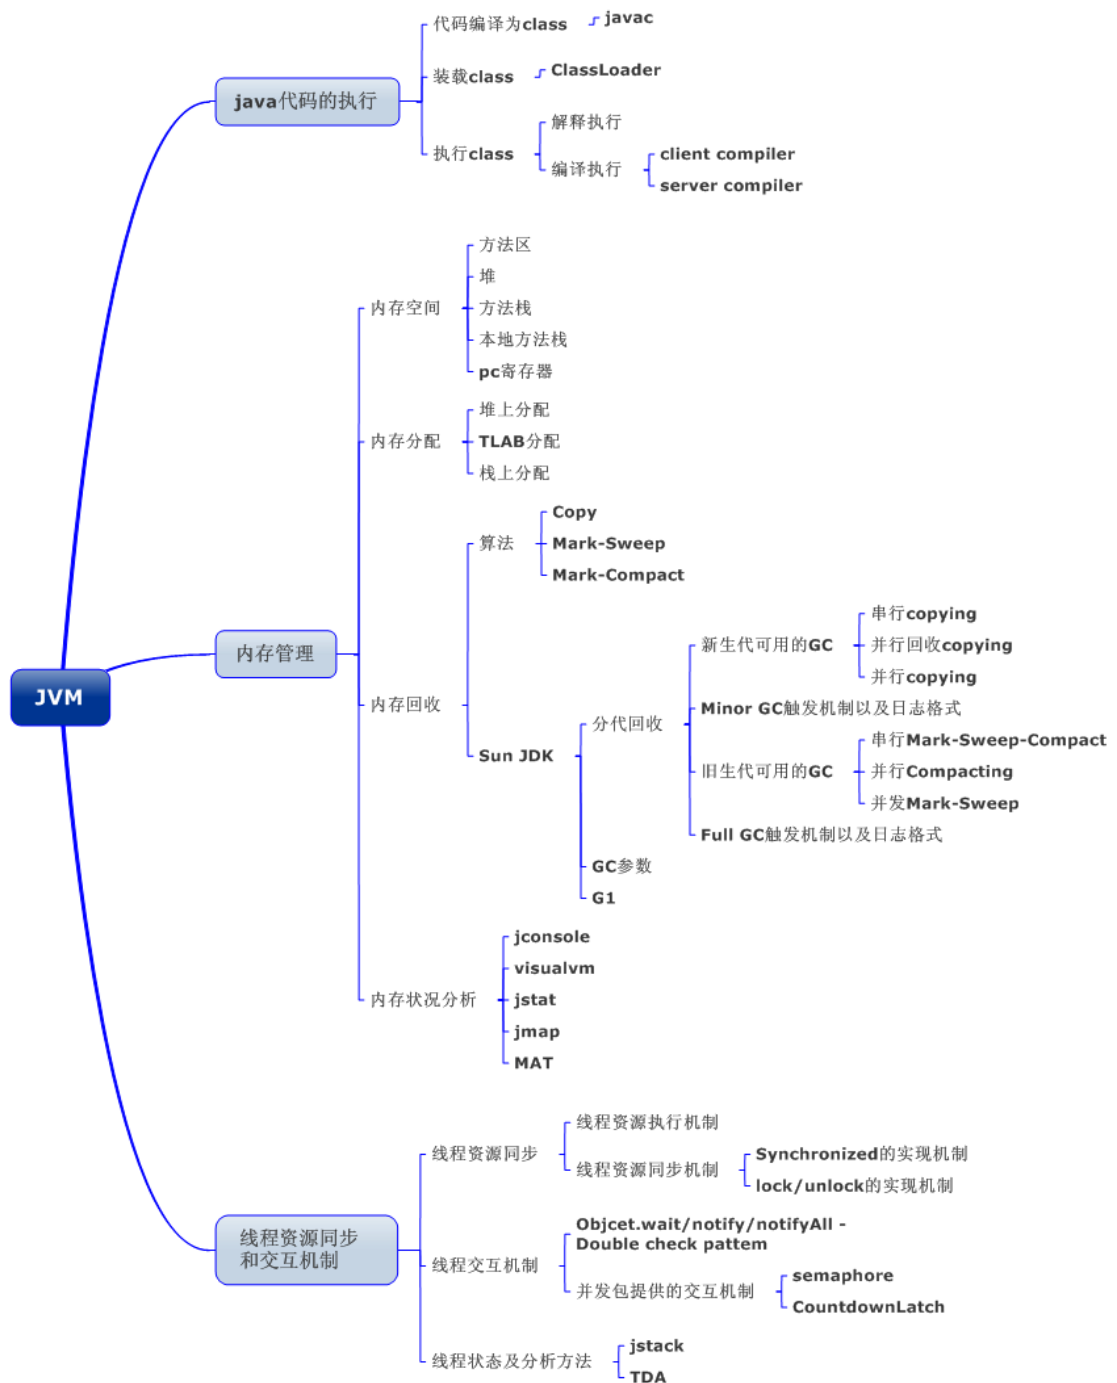 JVM
java代码的执行
代码编译为class
javac
装载class
ClassLoader
执行class
解释执行
编译执行
client compiler
server compiler
内存管理
内存空间
方法区
堆
方法栈
本地方法栈
pc寄存器
内存分配
堆上分配
TLAB分配
栈上分配
内存回收
算法
Copy
Mark-Sweep
Mark-Compact
Sun JDK
分代回收
新生代可用的GC
串行copying
并行回收copying
并行copying
Minor GC触发机制以及日志格式
旧生代可用的GC
串行Mark-Sweep-Compact
并行Compacting
并发Mark-Sweep
Full GC触发机制以及日志格式
GC参数
G1
内存状况分析
jconsole
visualvm
jstat
jmap
MAT
线程资源同步
和交互机制
线程资源同步
线程资源执行机制
线程资源同步机制
Synchronized的实现机制
lock/unlock的实现机制
线程交互机制
Objcet.wait/notify/notifyAll -
Double check pattem
并发包提供的交互机制
semaphore
CountdownLatch
线程状态及分析方法
jstack
TDA